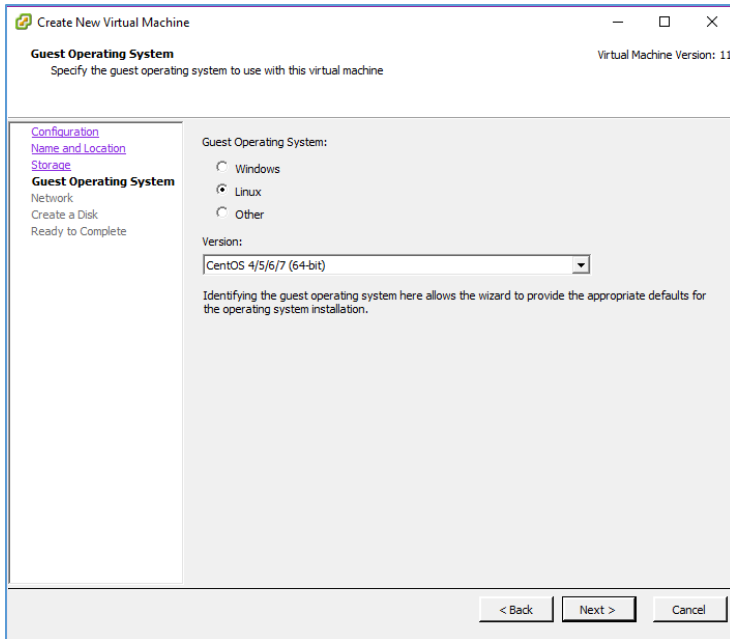 Create New Virtual Machine
Guest Operating System
Virtual Machine Version: 11
Specify the guest operating system to use with this virtual machine
Configuration
Name and Location
Storage
Guest Operating System
Network
Create a Disk
Ready to Complete
Guest Operating System:
Windows
Linux
Other
Version:
CentOS 4/5/6/7 (64-bit)
Identifying the guest operating system here allows the wizard to provide the appropriate defaults for
the operating system installation.
< Back
Next >
Cancel